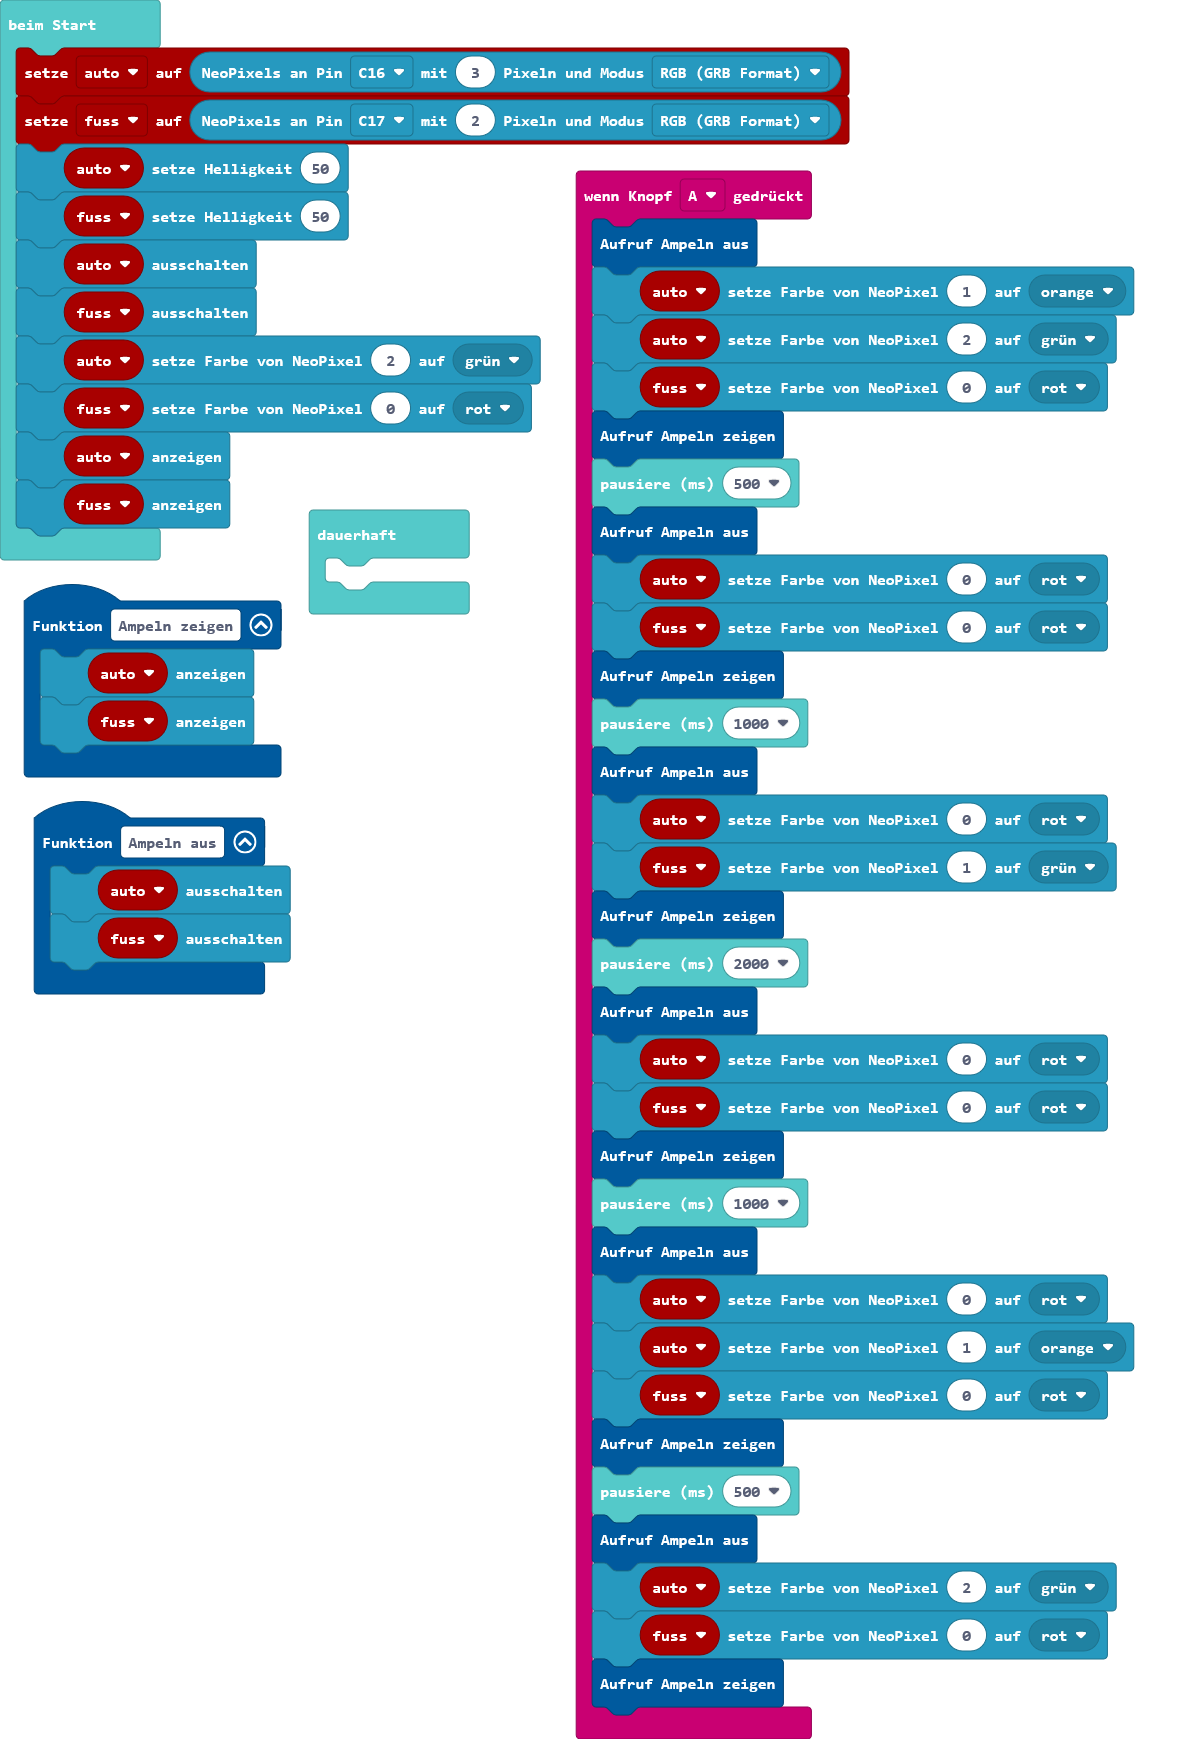 beim Start
setze auto auf NeoPixels an Pin C16 mit 3 Pixeln und Modus RGB (GRB Format)
setze fuss auf NeoPixels an Pin C17 mit 2 Pixeln und Modus RGB (GRB Format)
auto setze Helligkeit 50
fuss setze Helligkeit 50
auto ausschalten
fuss ausschalten
auto setze Farbe von NeoPixel 2 auf grün
fuss setze Farbe von NeoPixel 0 auf rot
auto anzeigen
fuss anzeigen
dauerhaft
Funktion Ampeln zeigen
auto anzeigen
fuss anzeigen
Funktion Ampeln aus
auto ausschalten
fuss ausschalten
wenn Knopf A gedrückt
Aufruf Ampeln aus
auto setze Farbe von NeoPixel 1 auf orange
auto setze Farbe von NeoPixel 2 auf grün
fuss setze Farbe von NeoPixel 0 auf rot
Aufruf Ampeln zeigen
pausiere (ms) 500
Aufruf Ampeln aus
auto setze Farbe von NeoPixel 0 auf rot
fuss setze Farbe von NeoPixel 0 auf rot
Aufruf Ampeln zeigen
pausiere (ms) 1000
Aufruf Ampeln aus
auto setze Farbe von NeoPixel 0 auf rot
fuss setze Farbe von NeoPixel 1 auf grün
Aufruf Ampeln zeigen
pausiere (ms) 2000
Aufruf Ampeln aus
auto setze Farbe von NeoPixel 0 auf rot
fuss setze Farbe von NeoPixel 0 auf rot
Aufruf Ampeln zeigen
pausiere (ms) 1000
Aufruf Ampeln aus
auto setze Farbe von NeoPixel 0 auf rot
auto setze Farbe von NeoPixel 1 auf orange
fuss setze Farbe von NeoPixel 0 auf rot
Aufruf Ampeln zeigen
pausiere (ms) 500
Aufruf Ampeln aus
auto setze Farbe von NeoPixel 2 auf grün
fuss setze Farbe von NeoPixel 0 auf rot
Aufruf Ampeln zeigen